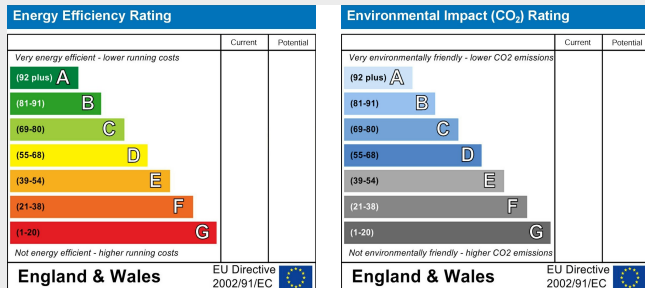 Energy Efficiency Rating
Current Potential
Very energy efficient - lower running costs
(92 plus) A
(81-91) B
(69-80) C
(55-68) D
(39-54) E
(21-38) F
(1-20) G
Not energy efficient - higher running costs
England & Wales
EU Directive
2002/91/EC
Environmental Impact (CO₂) Rating
Current Potential
Very environmentally friendly - lower CO2 emissions
(92 plus) A
(81-91) B
(69-80) C
(55-68) D
(39-54) E
(21-38) F
(1-20) G
Not environmentally friendly - higher CO2 emissions
England & Wales
EU Directive
2002/91/EC